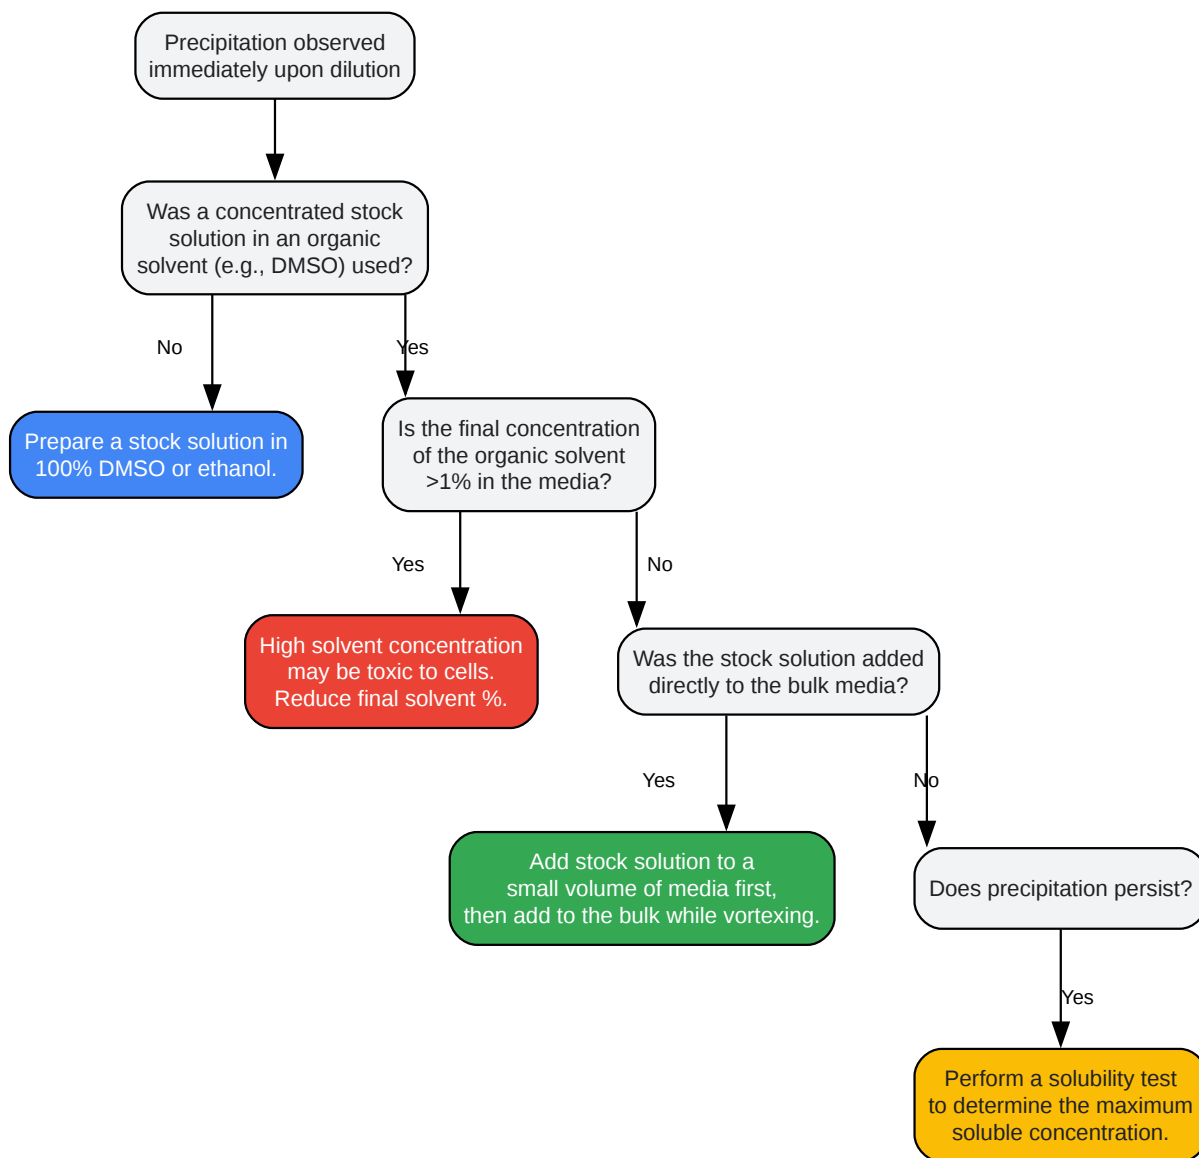 Precipitation observed
immediately upon dilution
Was a concentrated stock
solution in an organic
solvent (e.g., DMSO) used?
No
Yes
Prepare a stock solution in
100% DMSO or ethanol.
Is the final concentration
of the organic solvent
>1% in the media?
Yes
No
High solvent concentration
may be toxic to cells.
Reduce final solvent %.
Was the stock solution added
directly to the bulk media?
Yes
No
Add stock solution to a
small volume of media first,
then add to the bulk while vortexing.
Does precipitation persist?
Yes
Perform a solubility test
to determine the maximum
soluble concentration.